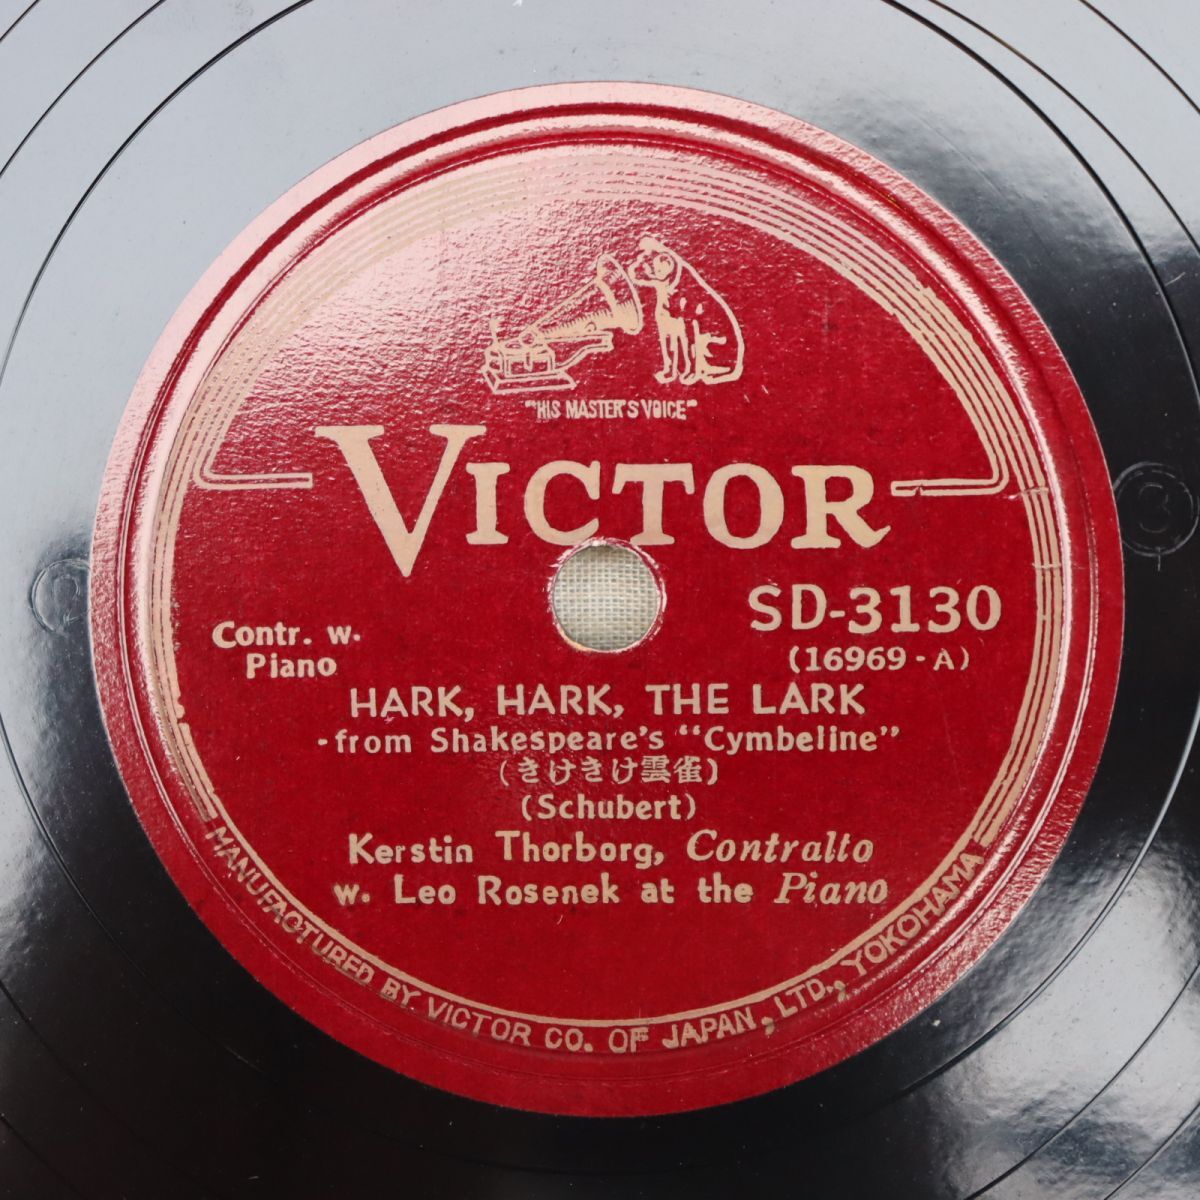 "HIS MASTER'S VOICE"
VICTOR
SD-3130
(16969-A)
Contr. w.
Piano
HARK, HARK, THE LARK
-from Shakespeare's "Cymbeline"
(きけきけ雲雀)
(Schubert)
Kerstin Thorborg, Contralto
w. Leo Rosenek at the Piano
MANUFACTURED BY VICTOR CO. OF JAPAN, LTD., YOKOHAMA
3